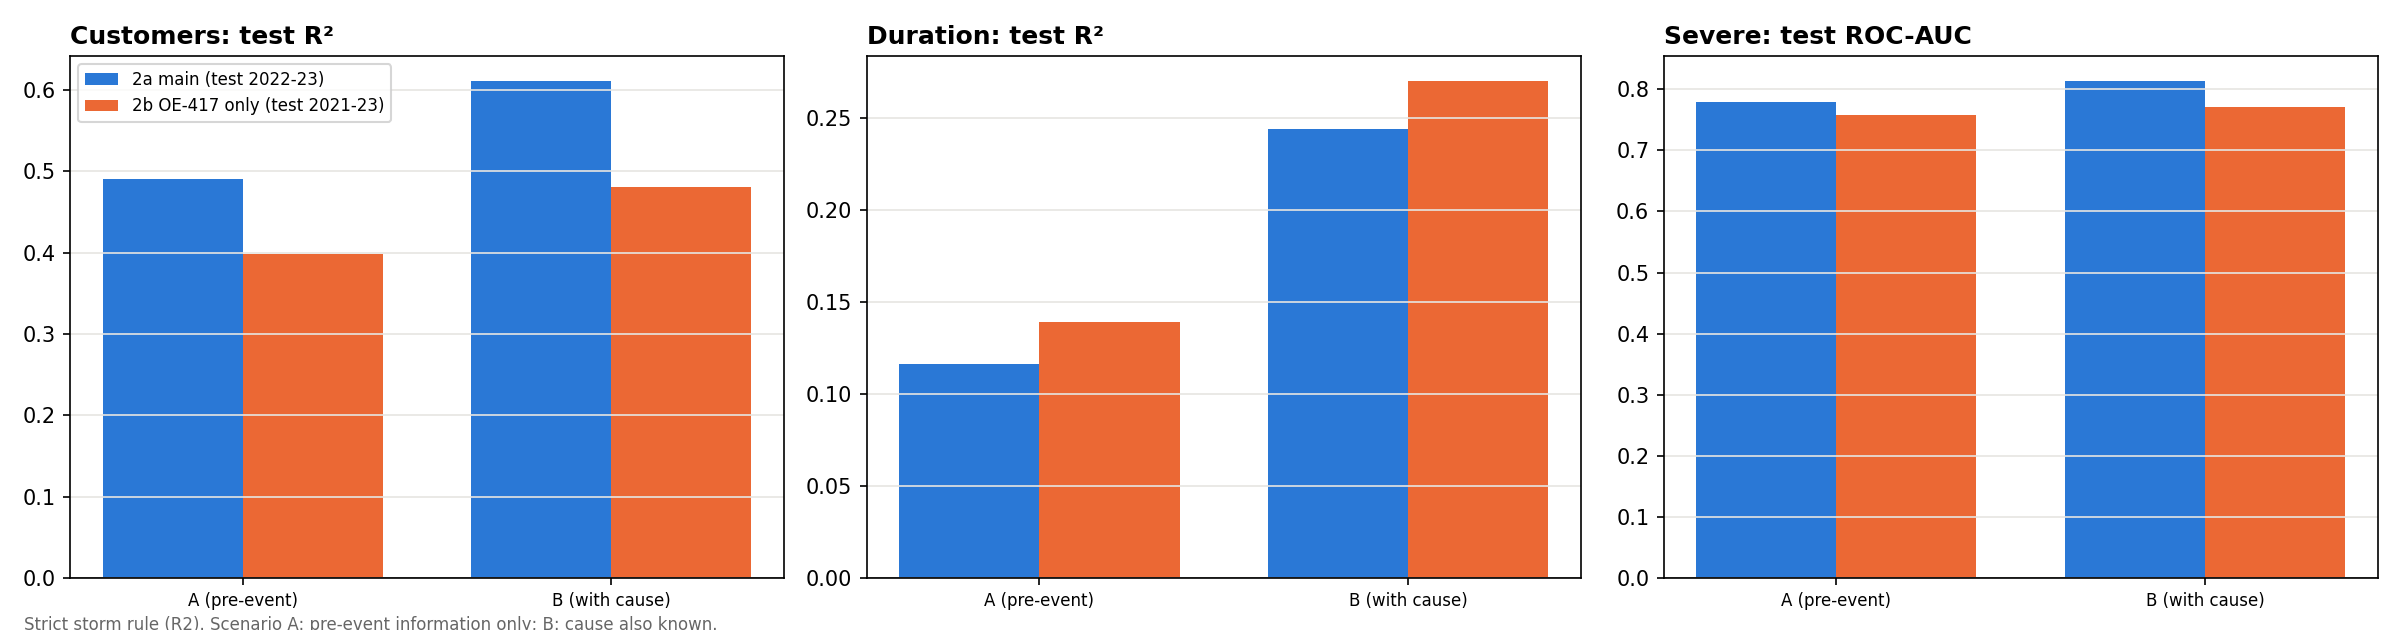 Customers: test R²
2a main (test 2022-23)
2b OE-417 only (test 2021-23)
0.6
0.5
0.4
0.3
0.2
0.1
0.0
A (pre-event)
B (with cause)
Duration: test R²
0.25
0.20
0.15
0.10
0.05
0.00
A (pre-event)
B (with cause)
Severe: test ROC-AUC
0.8
0.7
0.6
0.5
0.4
0.3
0.2
0.1
0.0
A (pre-event)
B (with cause)
Strict storm rule (R2). Scenario A: pre-event information only; B: cause also known.